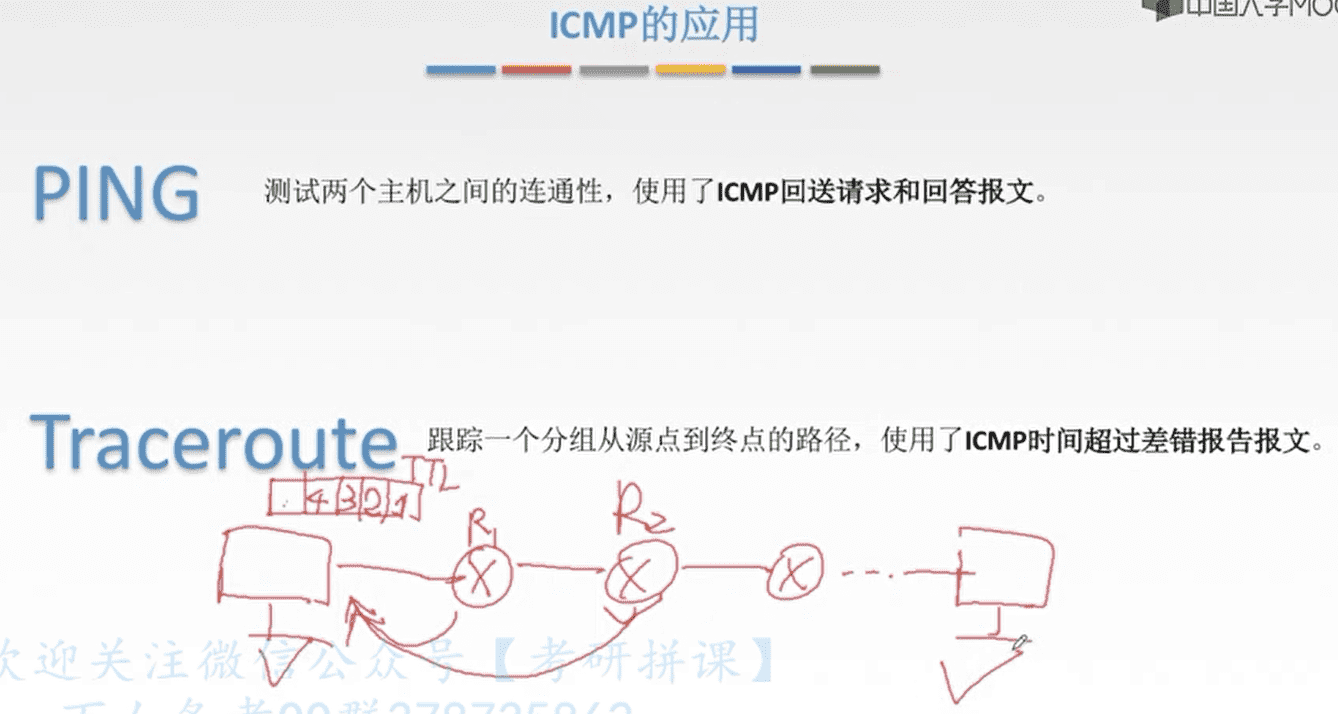 ICMP的应用
中国大学MOO
PING
测试两个主机之间的连通性，使用了ICMP回送请求和回答报文。
Traceroute
跟踪一个分组从源点到终点的路径，使用了ICMP时间超过差错报告报文。
TTL
4 3 2 1
R1
R2
欢迎关注微信公众号【考研拼课】